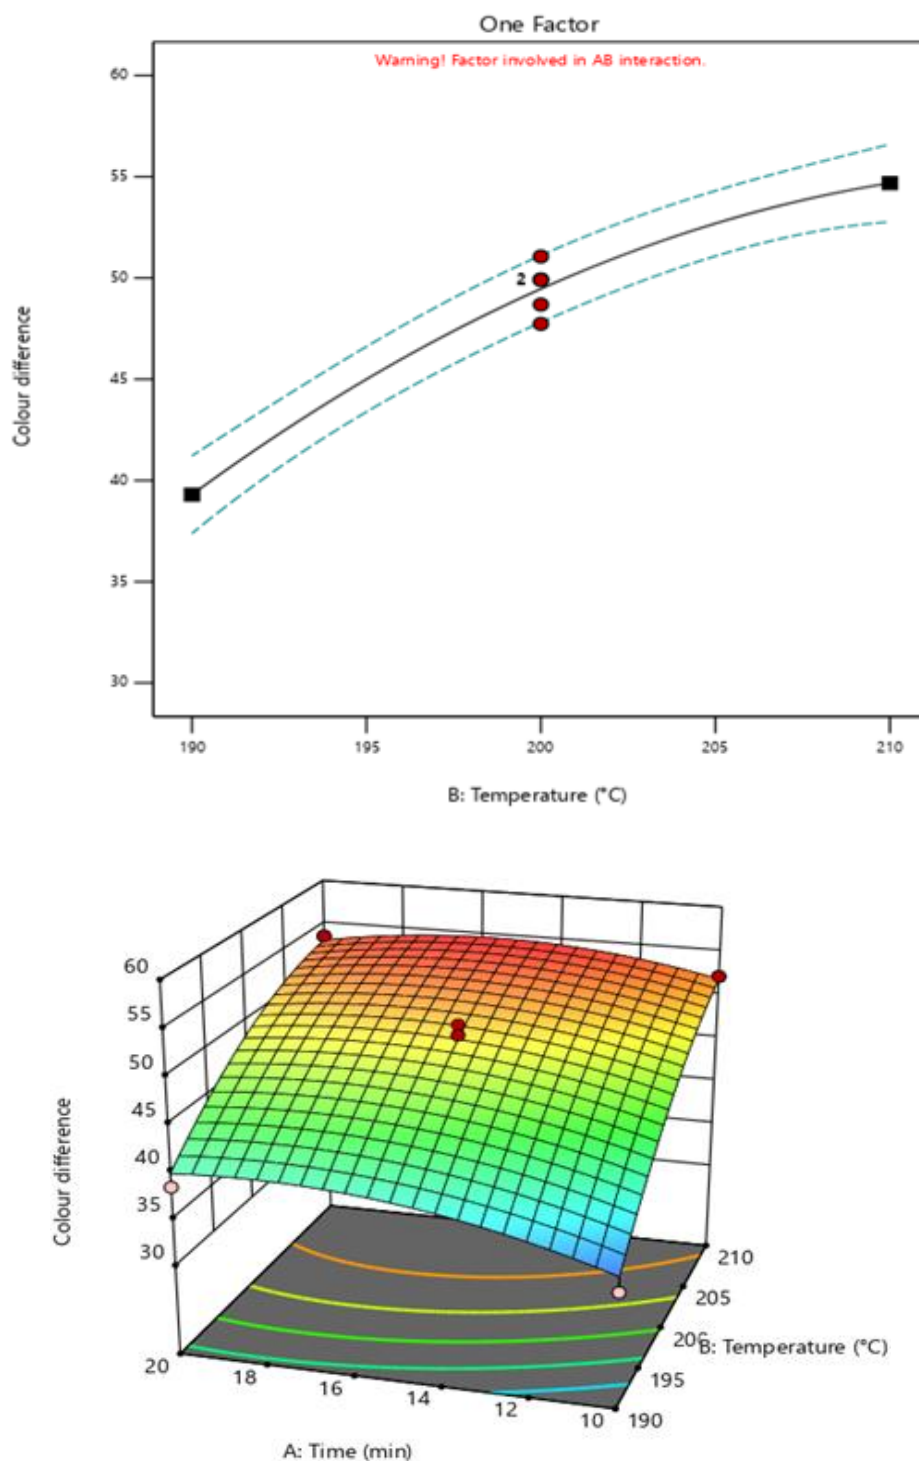 One Factor
Warning! Factor involved in AB interaction.
60
55
50
45
40
35
30
2
Colour difference
190 195 200 205 210
B: Temperature (°C)
60
55
50
45
40
35
30
Colour difference
20 18 16 14 12 10
A: Time (min)
210
205
200
195
190
B: Temperature (°C)